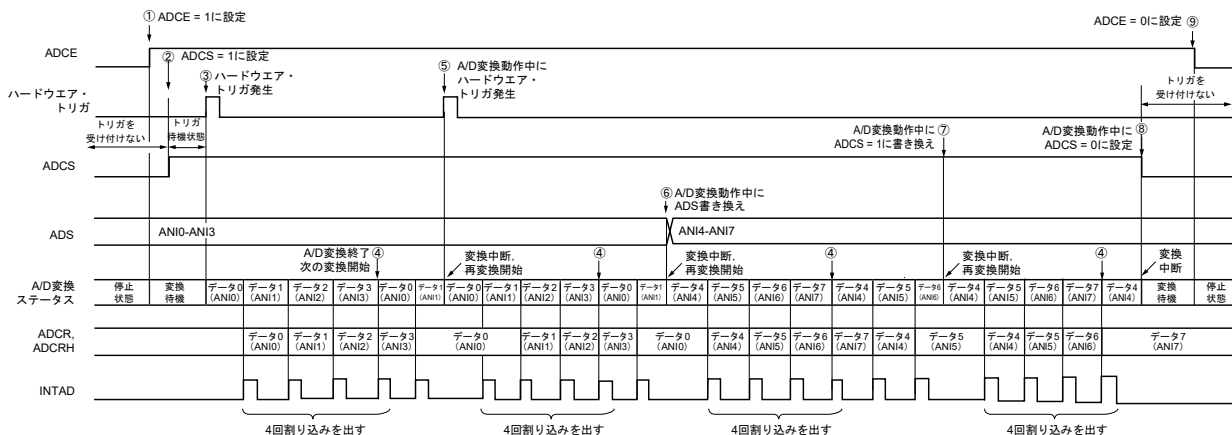 ① ADCE = 1に設定
ADCE = 0に設定 ⑨
ADCE
② ADCS = 1に設定
③ ハードウエア・
トリガ発生
⑤ A/D変換動作中に
ハードウエア・
トリガ発生
ハードウエア・
トリガ
トリガを
受け付けない
トリガ
待機状態
トリガを
受け付けない
A/D変換動作中に ⑦
ADCS = 1に書き換え
A/D変換動作中に ⑧
ADCS = 0に設定
ADCS
⑥ A/D変換動作中に
ADS書き換え
ADS
ANI0-ANI3
ANI4-ANI7
A/D変換終了 ④
次の変換開始
変換中断,
再変換開始
④
変換中断,
再変換開始
④
変換中断,
再変換開始
④
変換
中断
A/D変換
ステータス
停止 変換 データ0 データ1 データ2 データ3 データ0 データ1 データ0 データ1 データ2 データ3 データ0 データ1 データ4 データ5 データ6 データ7 データ4 データ5 データ6 データ4 データ5 データ6 データ7 データ4 変換 停止
状態 待機 (ANI0) (ANI1) (ANI2) (ANI3) (ANI0) (ANI1) (ANI0) (ANI1) (ANI2) (ANI3) (ANI0) (ANI1) (ANI4) (ANI5) (ANI6) (ANI7) (ANI4) (ANI5) (ANI6) (ANI4) (ANI5) (ANI6) (ANI7) (ANI4) 待機 状態
ADCR,
ADCRH
データ0 データ1 データ2 データ3 データ0 データ1 データ2 データ3 データ0 データ4 データ5 データ6 データ7 データ4 データ5 データ4 データ5 データ6 データ7
(ANI0) (ANI1) (ANI2) (ANI3) (ANI0) (ANI1) (ANI2) (ANI3) (ANI0) (ANI4) (ANI5) (ANI6) (ANI7) (ANI4) (ANI5) (ANI4) (ANI5) (ANI6) (ANI7)
INTAD
4回割り込みを出す
4回割り込みを出す
4回割り込みを出す
4回割り込みを出す